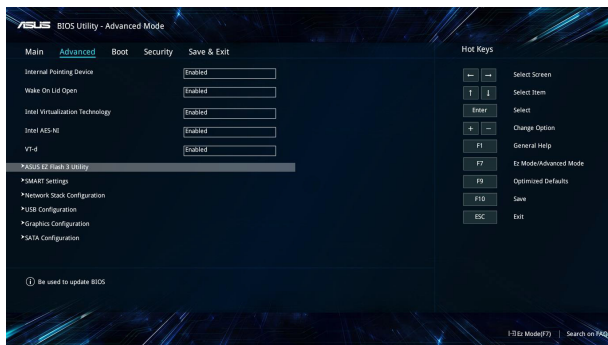 ASUS BIOS Utility - Advanced Mode
Main Advanced Boot Security Save & Exit
Internal Pointing Device Enabled
Wake On Lid Open Enabled
Intel Virtualization Technology Enabled
Intel AES-NI Enabled
VT-d Enabled
ASUS EZ Flash 3 Utility
SMART Settings
Network Stack Configuration
USB Configuration
Graphics Configuration
SATA Configuration
Be used to update BIOS
Hot Keys
← → Select Screen
↑ ↓ Select Item
Enter Select
+ - Change Option
F1 General Help
F7 Ez Mode/Advanced Mode
F9 Optimized Defaults
F10 Save
ESC Exit
Ez Mode(F7) | Search on FAQ